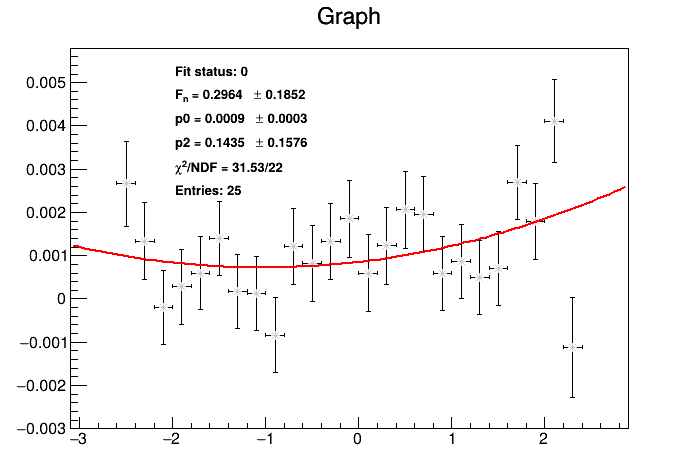 Graph
Fit status: 0
Fn = 0.2964 ± 0.1852
p0 = 0.0009 ± 0.0003
p2 = 0.1435 ± 0.1576
χ²/NDF = 31.53/22
Entries: 25
0.005
0.004
0.003
0.002
0.001
0
−0.001
−0.002
−0.003
−3 −2 −1 0 1 2